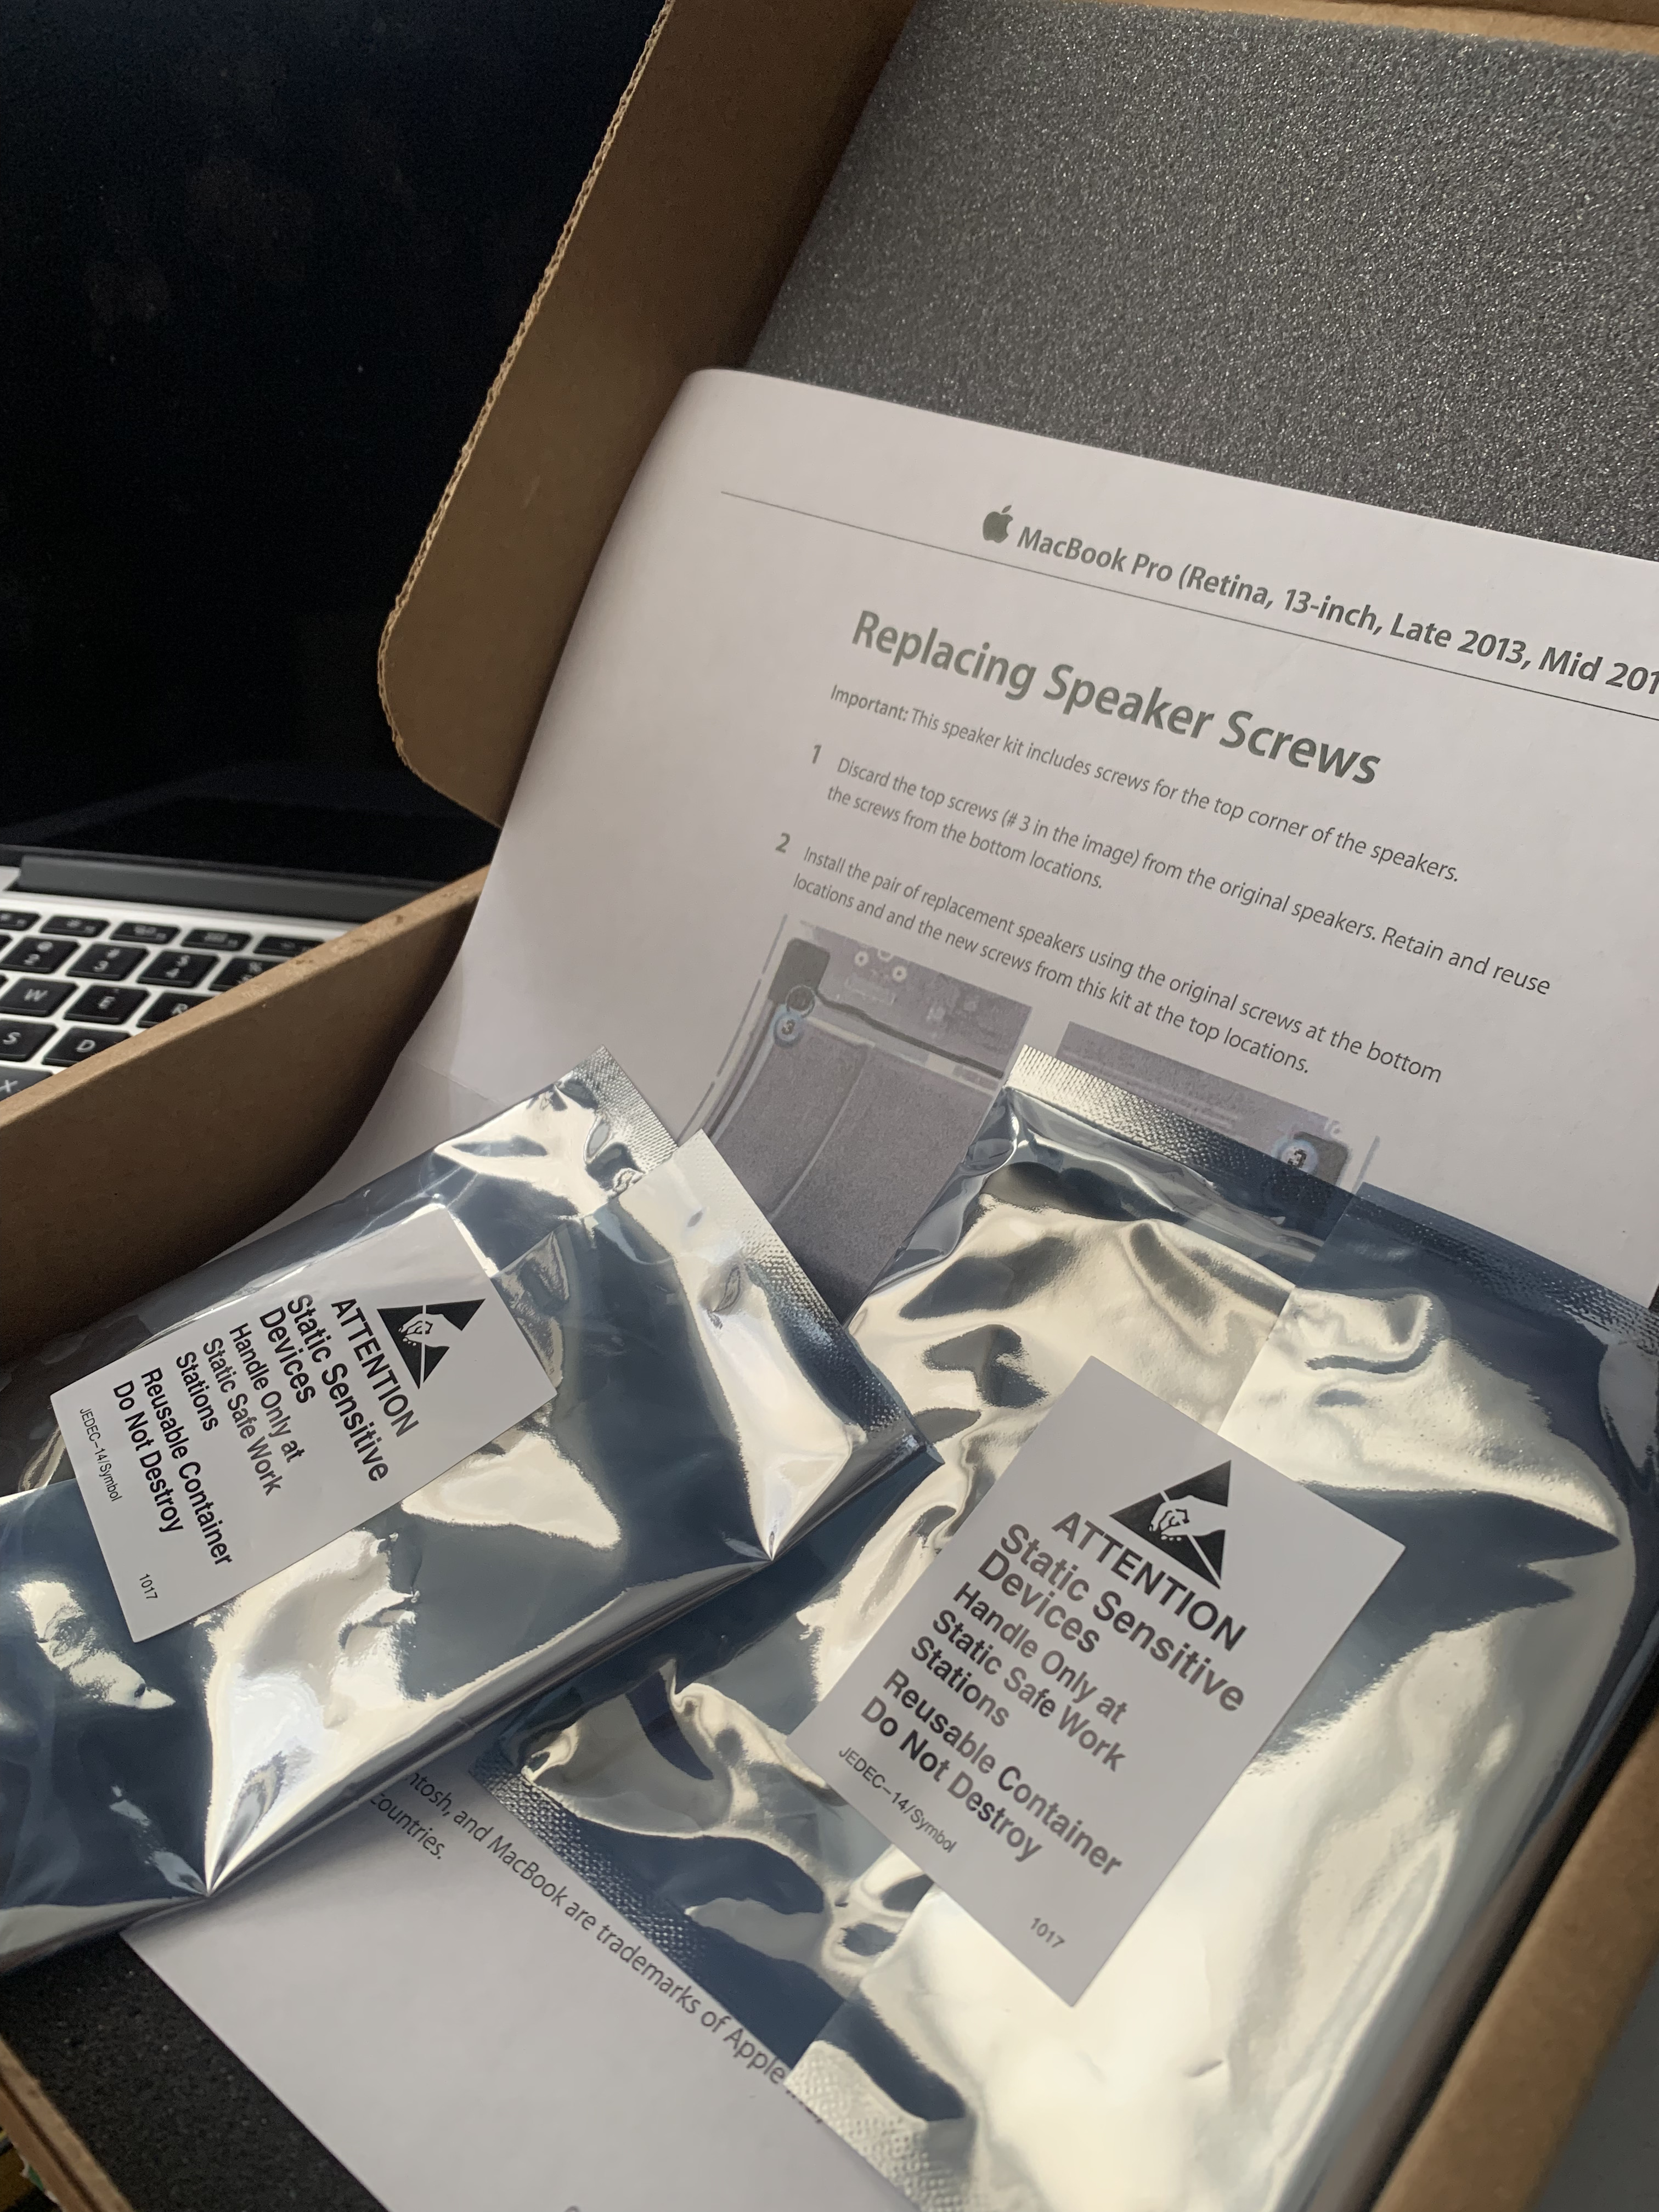 MacBook Pro (Retina, 13-inch, Late 2013, Mid 201
Replacing Speaker Screws
Important: This speaker kit includes screws for the top corner of the speakers.
1 Discard the top screws (# 3 in the image) from the original speakers. Retain and reuse
the screws from the bottom locations.
2 Install the pair of replacement speakers using the original screws at the bottom
locations and and the new screws from this kit at the top locations.
3
3
2
3
4
%
W
E
R
S
D
X
ATTENTION
Static Sensitive
Devices
Handle Only at
Static Safe Work
Stations
Reusable Container
Do Not Destroy
JEDEC-14/Symbol
1017
ATTENTION
Static Sensitive
Devices
Handle Only at
Static Safe Work
Stations
Reusable Container
Do Not Destroy
JEDEC-14/Symbol
1017
ntosh, and MacBook are trademarks of Apple
countries.